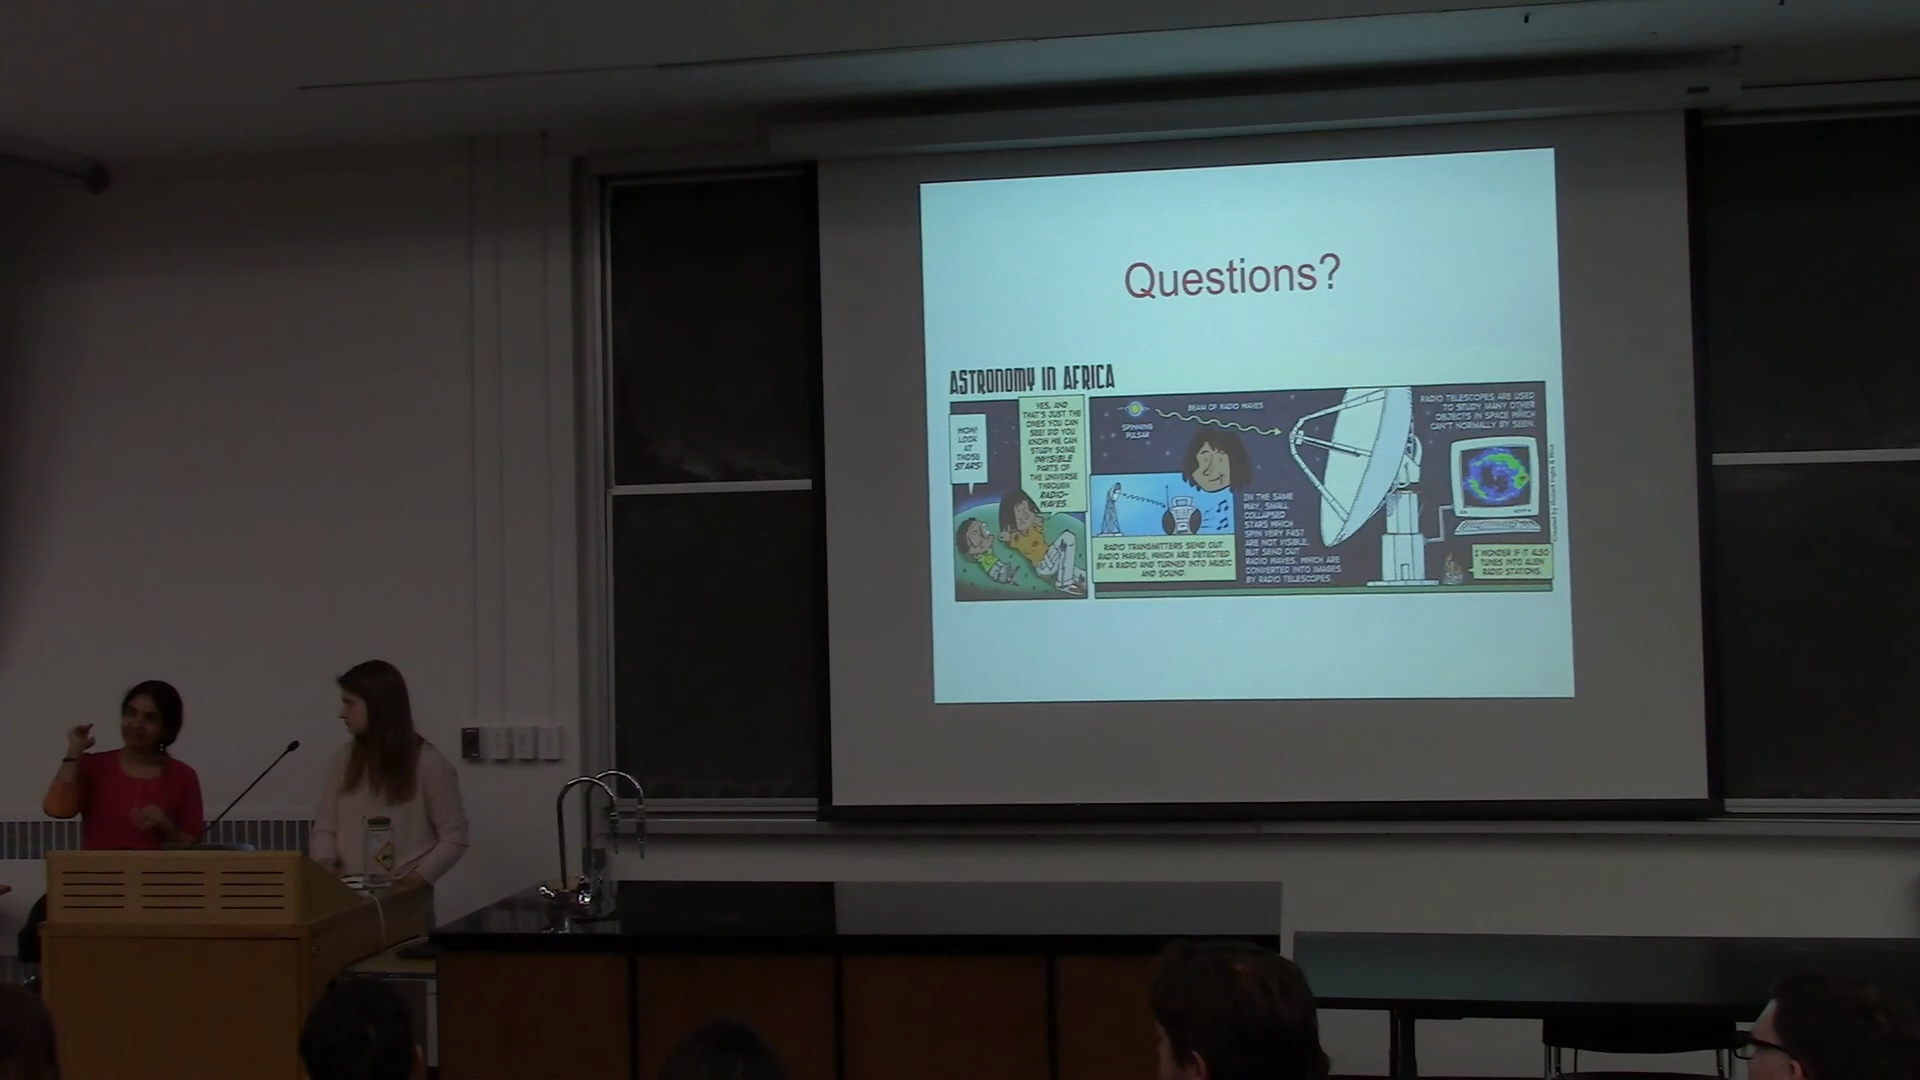 Questions?
ASTRONOMY IN AFRICA
WOW!
LOOK
AT
THOSE
STARS!
YES, AND
THAT'S JUST THE
ONES YOU CAN
SEE! DID YOU
KNOW WE CAN
STUDY SOME
INVISIBLE
PARTS OF
THE UNIVERSE
THROUGH
RADIO-
WAVES.
SPINNING
PULSAR
BEAM OF RADIO WAVES
RADIO TRANSMITTERS SEND OUT
RADIO WAVES, WHICH ARE DETECTED
BY A RADIO AND TURNED INTO MUSIC
AND SOUND.
IN THE SAME
WAY, SMALL
COLLAPSED
STARS WHICH
SPIN VERY FAST
ARE NOT VISIBLE,
BUT SEND OUT
RADIO WAVES, WHICH ARE
CONVERTED INTO IMAGES
BY RADIO TELESCOPES.
RADIO TELESCOPES ARE USED
TO STUDY MANY OTHER
OBJECTS IN SPACE WHICH
CAN'T NORMALLY BY SEEN.
I WONDER IF IT ALSO
TUNES INTO ALIEN
RADIO STATIONS.